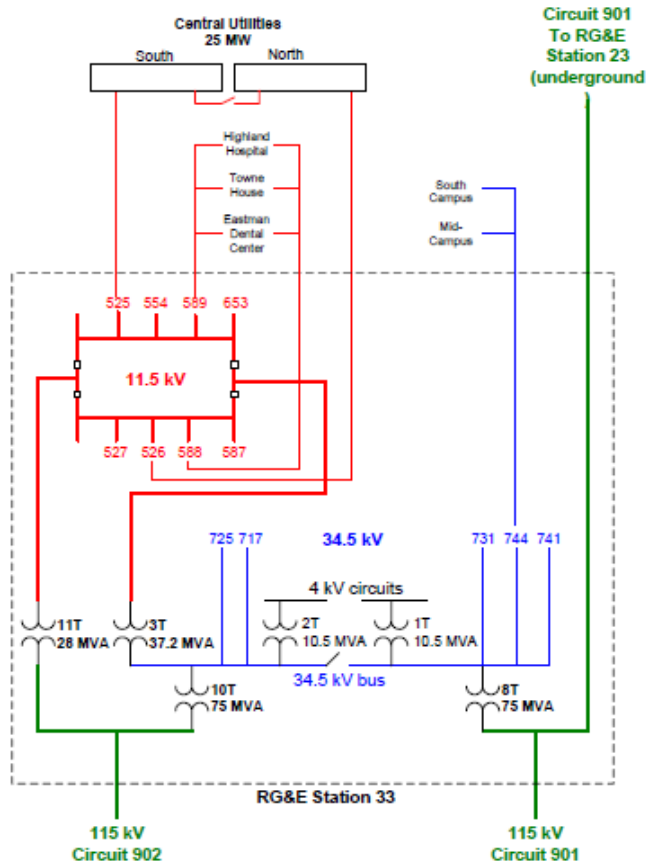 Central Utilities
25 MW
South
North
Circuit 901
To RG&E
Station 23
(underground
)
Highland
Hospital
Towne
House
Eastman
Dental
Center
South
Campus
Mid-
Campus
525 554 589 653
11.5 kV
527 526 588 587
725 717 34.5 kV 731 744 741
4 kV circuits
11T
28 MVA
3T
37.2 MVA
2T
10.5 MVA
1T
10.5 MVA
34.5 kV bus
10T
75 MVA
8T
75 MVA
RG&E Station 33
115 kV
Circuit 902
115 kV
Circuit 901